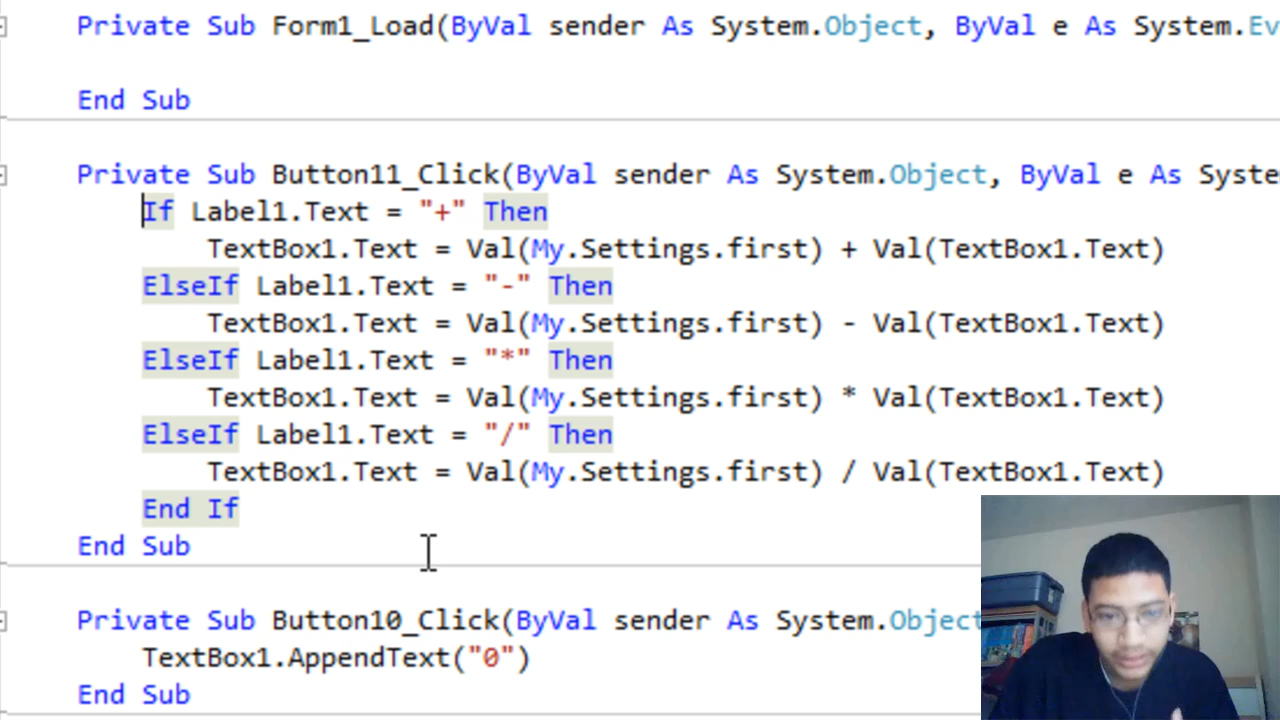 Private Sub Form1_Load(ByVal sender As System.Object, ByVal e As System.Ev
End Sub
Private Sub Button11_Click(ByVal sender As System.Object, ByVal e As Syste
If Label1.Text = "+" Then
TextBox1.Text = Val(My.Settings.first) + Val(TextBox1.Text)
ElseIf Label1.Text = "-" Then
TextBox1.Text = Val(My.Settings.first) - Val(TextBox1.Text)
ElseIf Label1.Text = "*" Then
TextBox1.Text = Val(My.Settings.first) * Val(TextBox1.Text)
ElseIf Label1.Text = "/" Then
TextBox1.Text = Val(My.Settings.first) / Val(TextBox1.Text)
End If
End Sub
Private Sub Button10_Click(ByVal sender As System.Object
TextBox1.AppendText("0")
End Sub